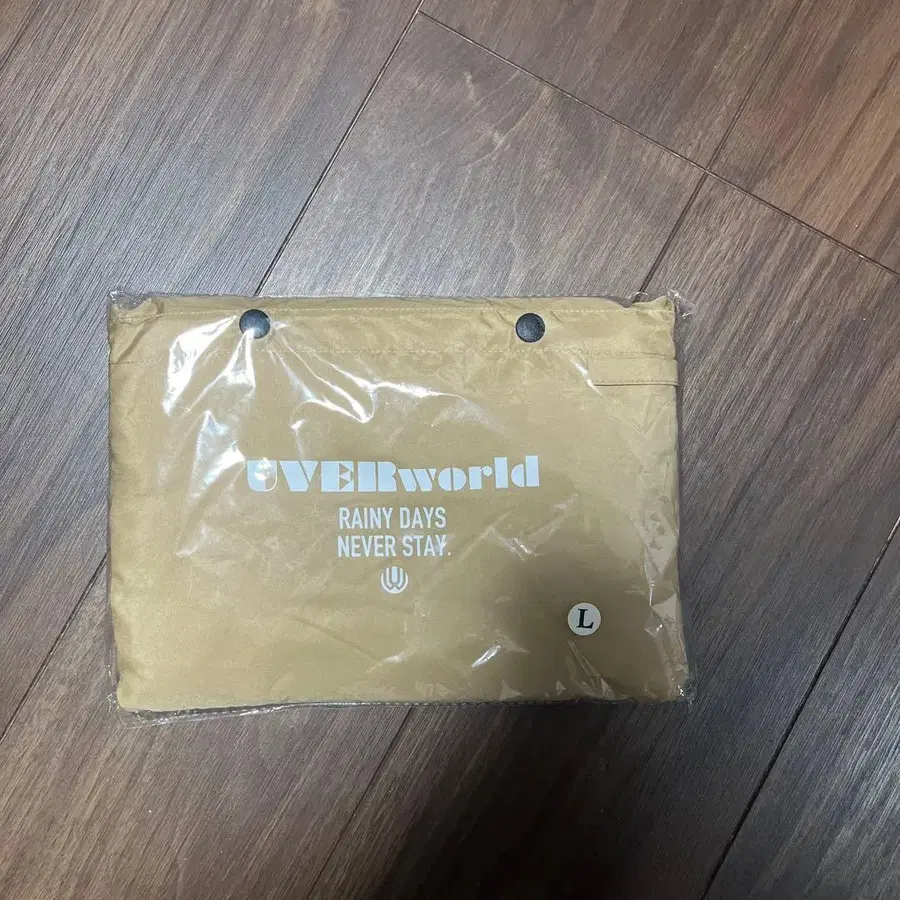 UVERworld
RAINY DAYS
NEVER STAY.
L